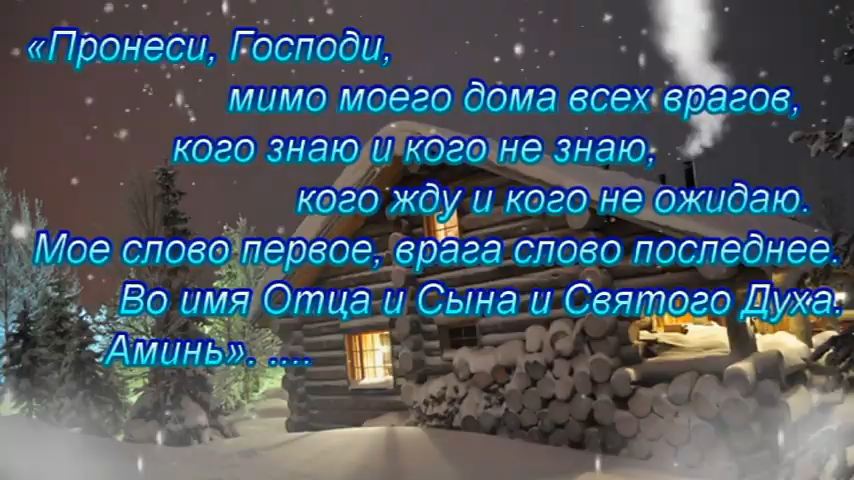 «Пронеси, Господи,
мимо моего дома всех врагов,
кого знаю и кого не знаю,
кого жду и кого не ожидаю.
Мое слово первое, врага слово последнее.
Во имя Отца и Сына и Святого Духа.
Аминь». ....